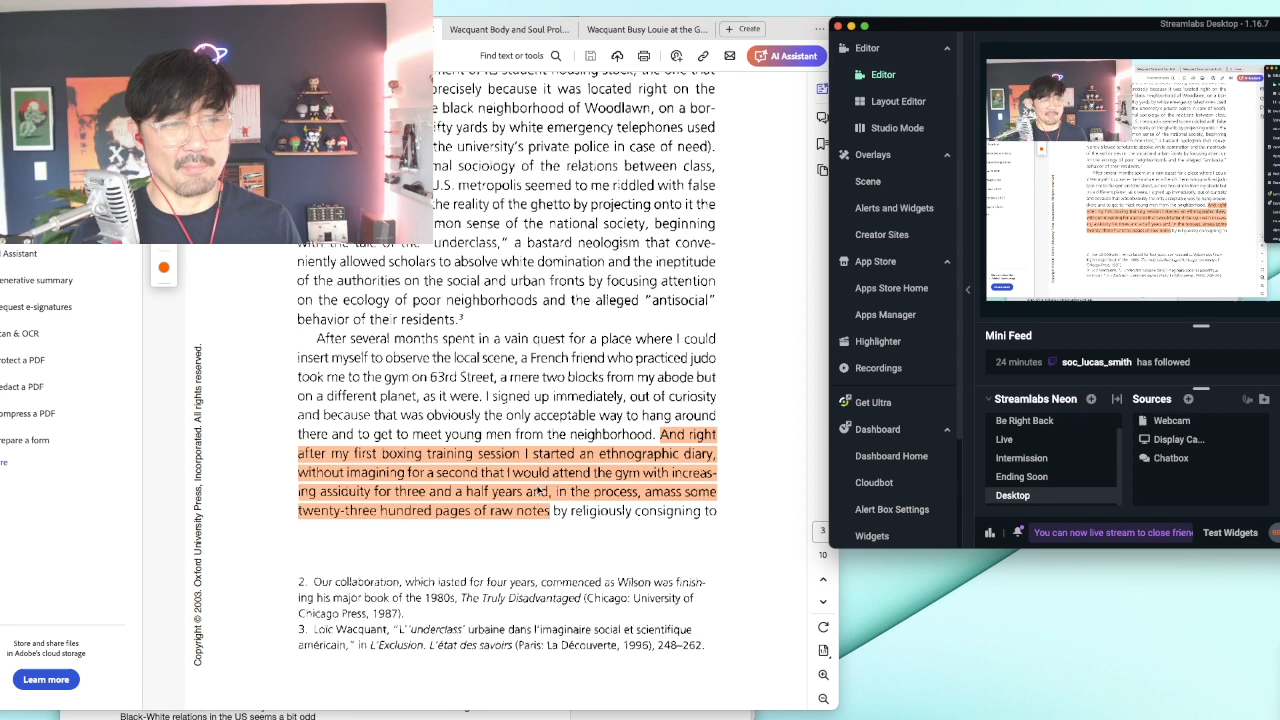 Wacquant Body and Soul Prol...
Wacquant Busy Louie at the G...
Create
Find text or tools
AI Assistant
was located right on the
borhood of Woodlawn, on a bor-
rty yards by white emergency telephones used
private police in case of need).
of the relations between class,
seemed to me riddled with false
the reality of the ghetto by projecting onto it the
national society, beginning
underclass," a bastard neologism that conve-
niently allowed scholars to absolve white domination and the ineptitude
of the authorities on the social and urban fronts by focusing attention
on the ecology of poor neighborhoods and the alleged "antisocial"
behavior of their residents.3
After several months spent in a vain quest for a place where I could
insert myself to observe the local scene, a French friend who practiced judo
took me to the gym on 63rd Street, a mere two blocks from my abode but
on a different planet, as it were. I signed up immediately, out of curiosity
and because that was obviously the only acceptable way to hang around
there and to get to meet young men from the neighborhood. And right
after my first boxing training session I started an ethnographic diary,
without imagining for a second that I would attend the gym with increas-
ing assiduity for three and a half years and, in the process, amass some
twenty-three hundred pages of raw notes by religiously consigning to
2. Our collaboration, which lasted for four years, commenced as Wilson was finish-
ing his major book of the 1980s, The Truly Disadvantaged (Chicago: University of
Chicago Press, 1987).
3. Loïc Wacquant, "L'`underclass' urbaine dans l'imaginaire social et scientifique
américain," in L'Exclusion. L'état des savoirs (Paris: La Découverte, 1996), 248–262.
Copyright © 2003. Oxford University Press, Incorporated. All rights reserved.
Assistant
enerative summary
equest e-signatures
can & OCR
rotect a PDF
edact a PDF
ompress a PDF
repare a form
re
Store and share files
in Adobe's cloud storage
Learn more
3
10
Black-White relations in the US seems a bit odd
Streamlabs Desktop - 1.16.7
Editor
Editor
Layout Editor
Studio Mode
Overlays
Scene
Alerts and Widgets
Creator Sites
App Store
Apps Store Home
Apps Manager
Highlighter
Recordings
Get Ultra
Dashboard
Dashboard Home
Cloudbot
Alert Box Settings
Widgets
Mini Feed
24 minutes soc_lucas_smith has followed
Streamlabs Neon
Be Right Back
Live
Intermission
Ending Soon
Desktop
Sources
Webcam
Display Ca...
Chatbox
You can now live stream to close frien
Test Widgets